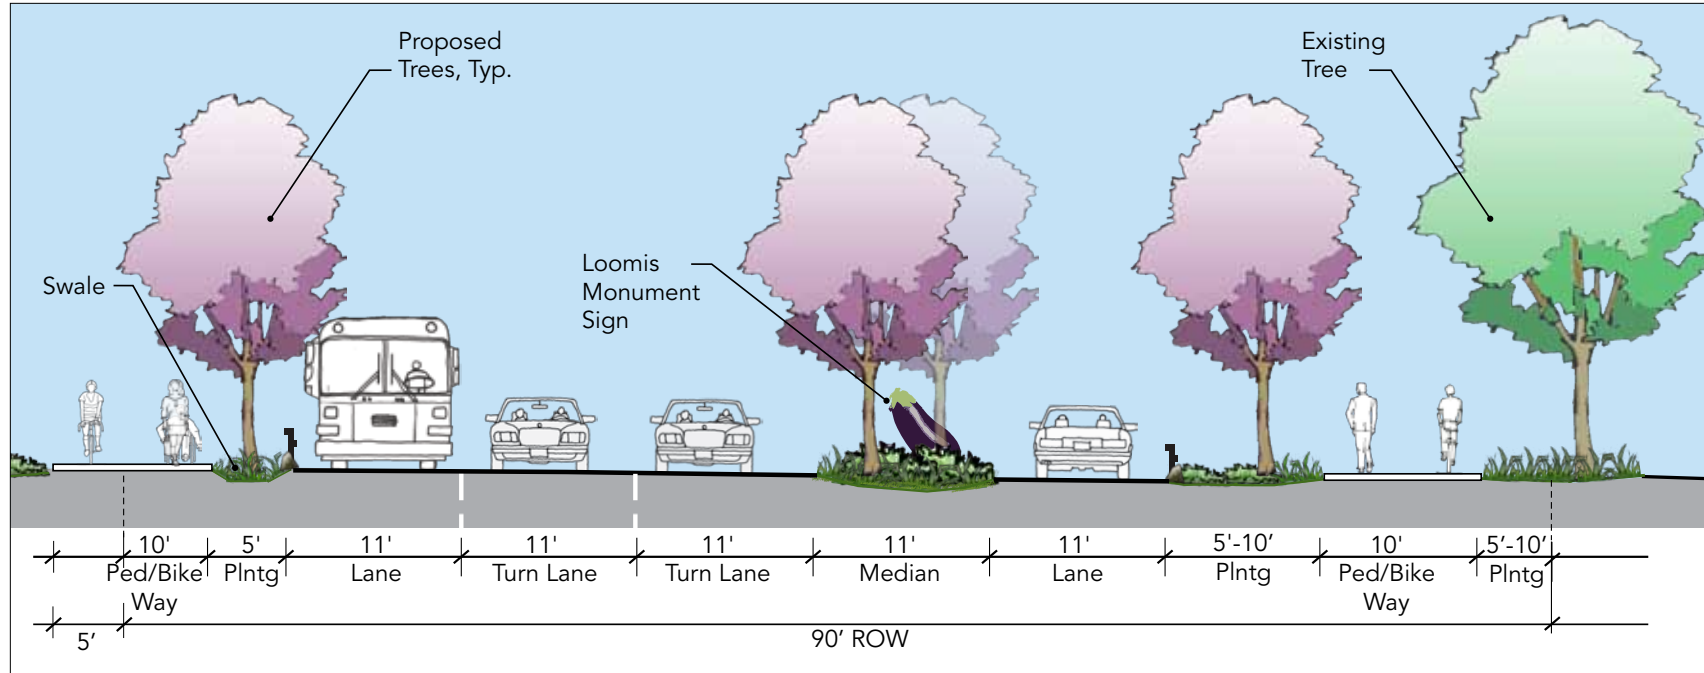 Proposed
Trees, Typ.
Existing
Tree
Swale
Loomis
Monument
Sign
10' 5' 11' 11' 11' 11' 11' 5'-10’ 10' 5’-10’
Ped/Bike Plntg Lane Turn Lane Turn Lane Median Lane Plntg Ped/Bike Plntg
Way Way
5’ 90’ ROW